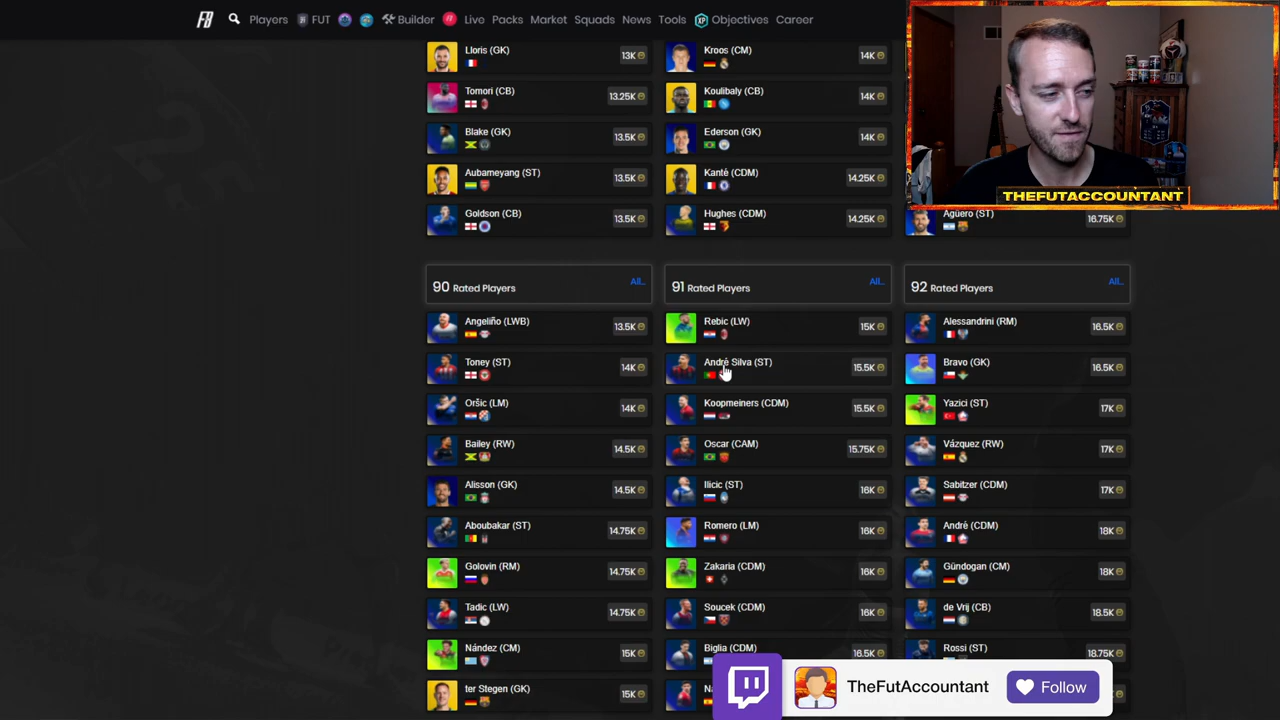 FB Players FUT Builder Live Packs Market Squads News Tools XP Objectives Career
Lloris (GK) 13K
Tomori (CB) 13.25K
Blake (GK) 13.5K
Aubameyang (ST) 13.5K
Goldson (CB) 13.5K
Kroos (CM) 14K
Koulibaly (CB) 14K
Ederson (GK) 14K
Kanté (CDM) 14.25K
Hughes (CDM) 14.25K
Agüero (ST) 16.75K
THEFUTACCOUNTANT
90 Rated Players All..
Angeliño (LWB) 13.5K
Toney (ST) 14K
Oršic (LM) 14K
Bailey (RW) 14.5K
Alisson (GK) 14.5K
Aboubakar (ST) 14.75K
Golovin (RM) 14.75K
Tadic (LW) 14.75K
Nández (CM) 15K
ter Stegen (GK) 15K
91 Rated Players All..
Rebic (LW) 15K
André Silva (ST) 15.5K
Koopmeiners (CDM) 15.5K
Oscar (CAM) 15.75K
Ilicic (ST) 16K
Romero (LM) 16K
Zakaria (CDM) 16K
Soucek (CDM) 16K
Biglia (CDM) 16.5K
92 Rated Players All..
Alessandrini (RM) 16.5K
Bravo (GK) 16.5K
Yazici (ST) 17K
Vázquez (RW) 17K
Sabitzer (CDM) 17K
André (CDM) 18K
Gündogan (CM) 18K
de Vrij (CB) 18.5K
Rossi (ST) 18.75K
TheFutAccountant Follow